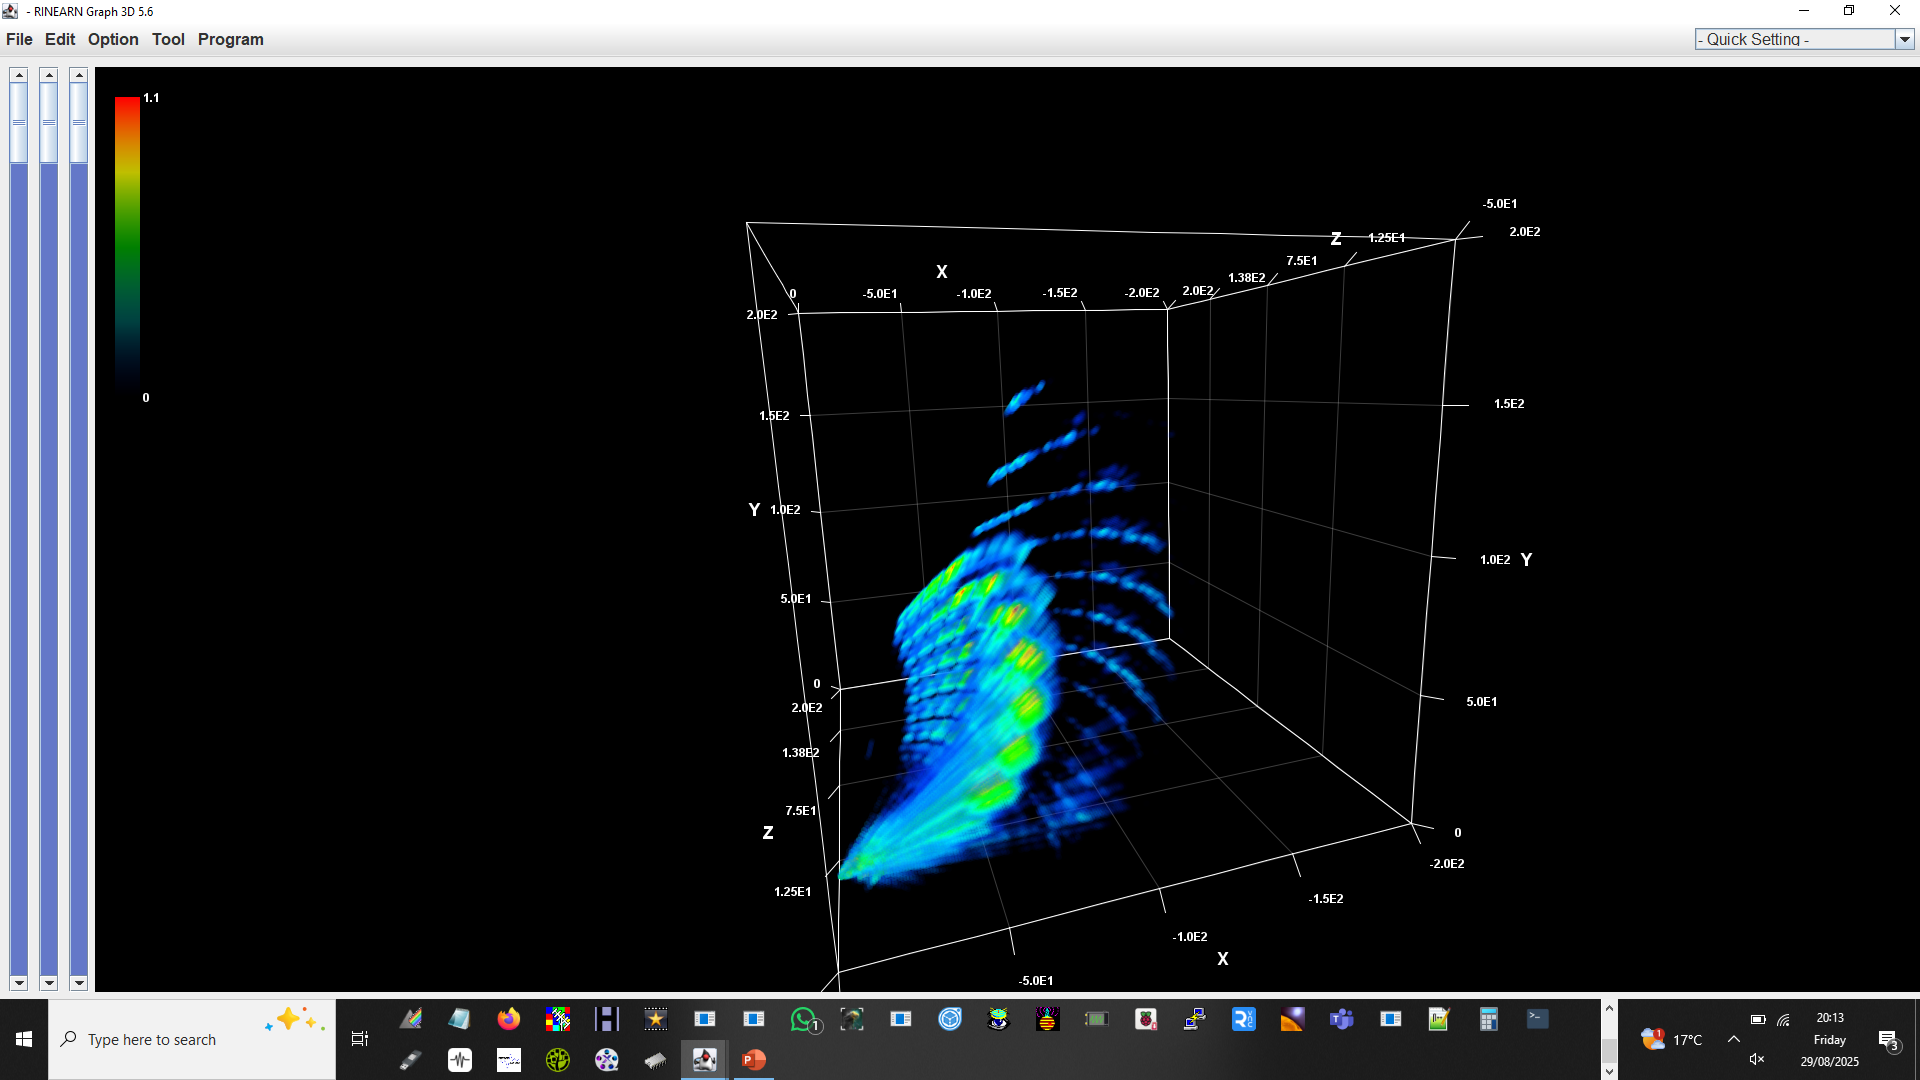 - RINEARN Graph 3D 5.6
File Edit Option Tool Program
- Quick Setting -
1.1
0
-5.0E1
2.0E2
Z
1.25E1
7.5E1
1.38E2
2.0E2
X
0
-5.0E1
-1.0E2
-1.5E2
-2.0E2
2.0E2
1.5E2
Y
1.0E2
5.0E1
0
1.5E2
1.0E2
Y
5.0E1
0
-2.0E2
2.0E2
1.38E2
7.5E1
Z
1.25E1
-1.5E2
-1.0E2
X
-5.0E1
Type here to search
1
P
1
17°C
20:13
Friday
29/08/2025
3